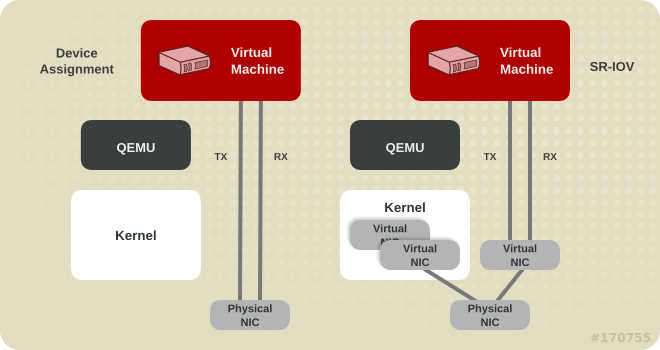 Device
Assignment
Virtual
Machine
QEMU
TX
RX
Kernel
Physical
NIC
Virtual
Machine
SR-IOV
QEMU
TX
RX
Kernel
Virtual
NIC
Virtual
NIC
Virtual
NIC
Physical
NIC
#170755